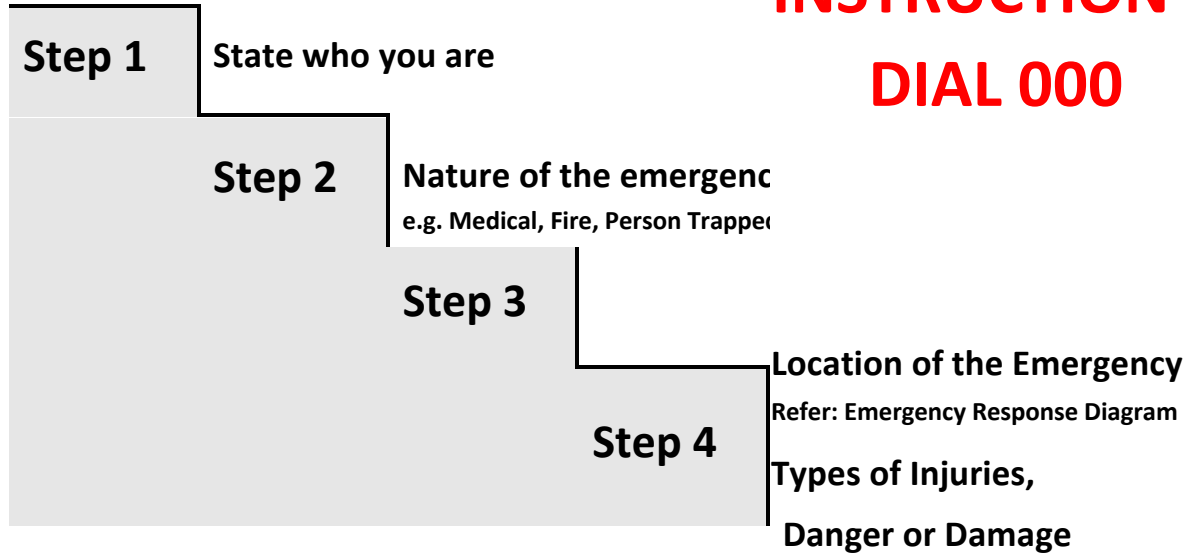 INSTRUCTION
DIAL 000
Step 1
State who you are
Step 2
Nature of the emergenc
e.g. Medical, Fire, Person Trapped
Step 3
Location of the Emergency
Refer: Emergency Response Diagram
Step 4
Types of Injuries,
Danger or Damage